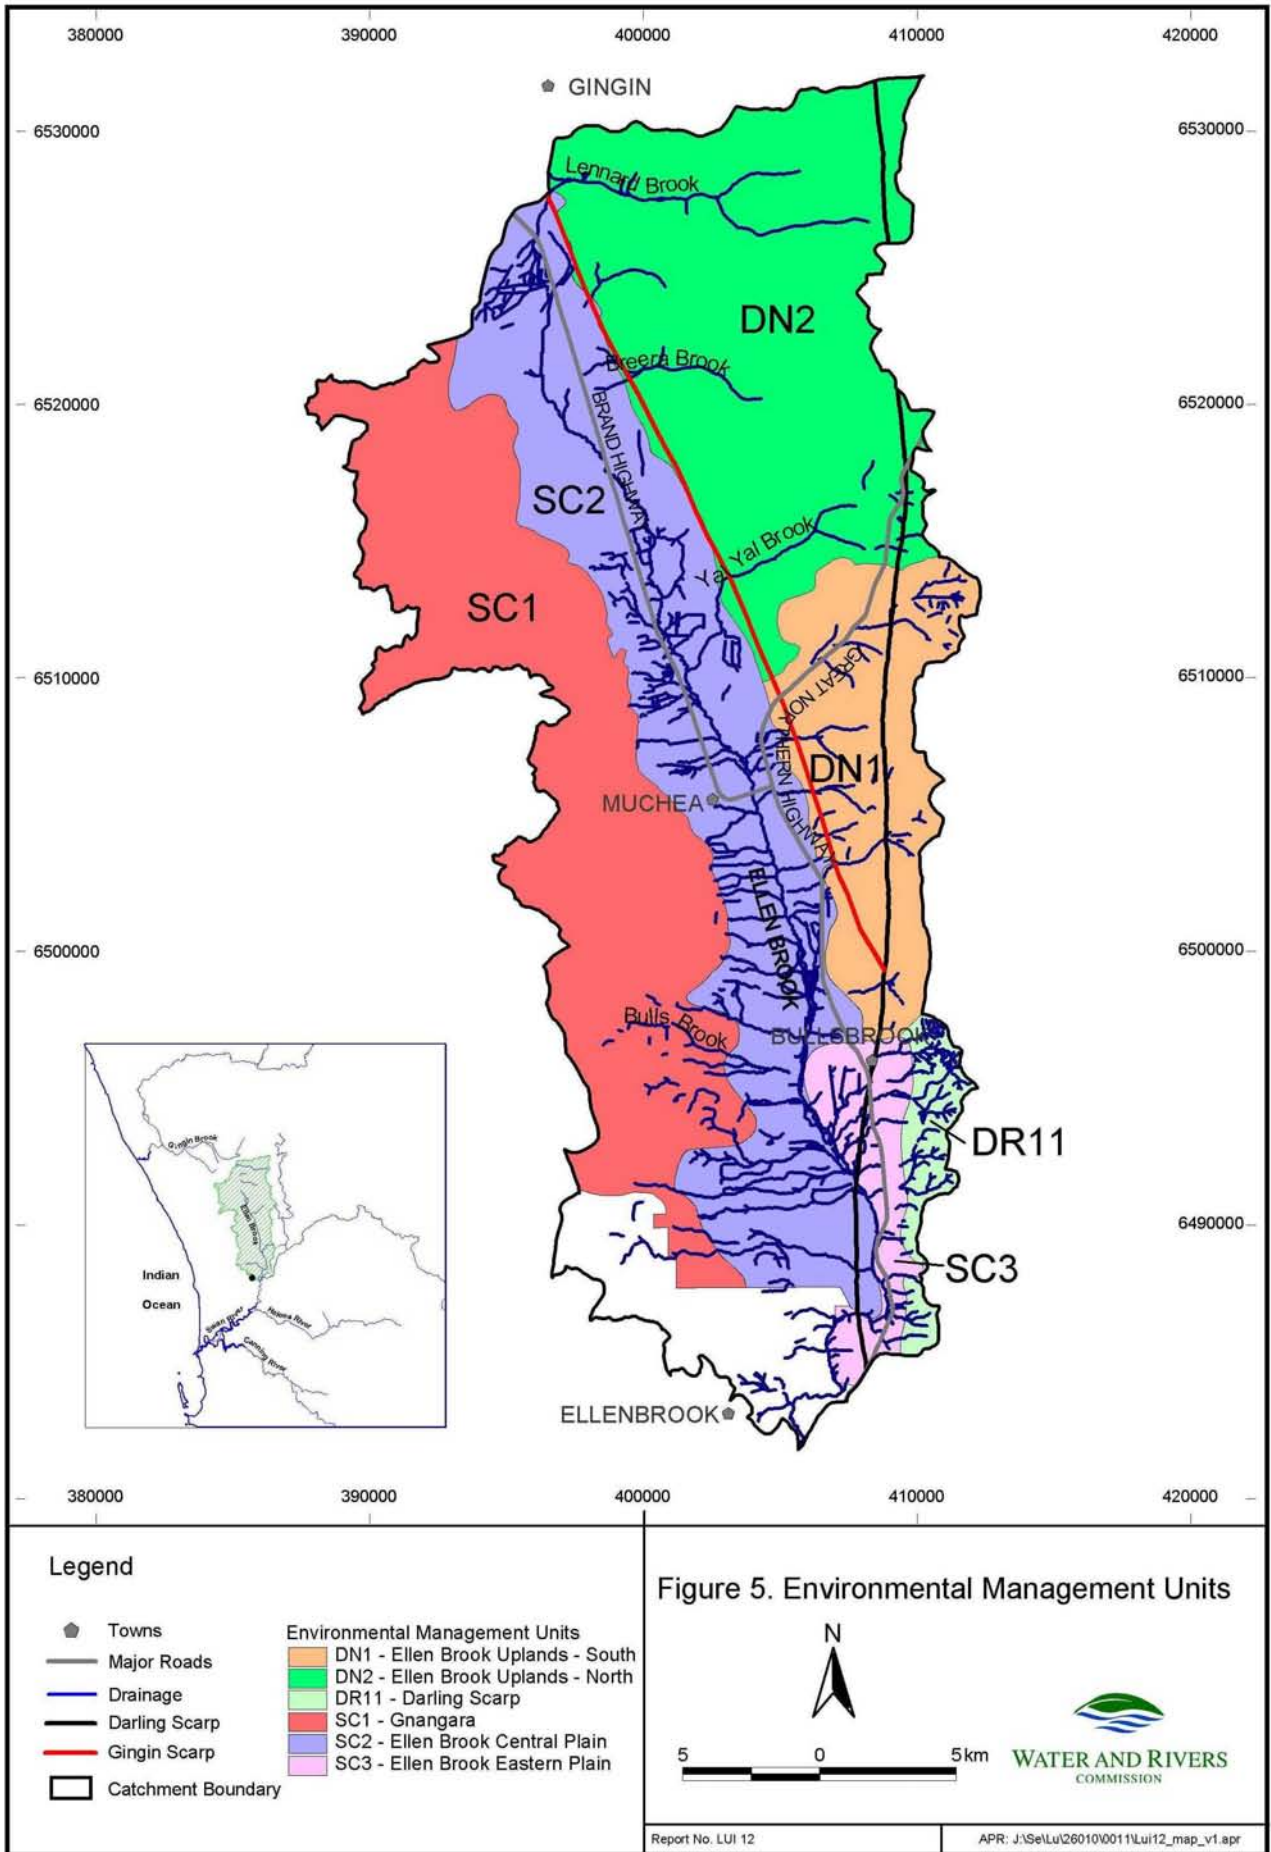 380000 390000 400000 410000 420000
GINGIN
6530000 6530000
Lennard Brook
DN2
Breera Brook
6520000 6520000
BRAND HIGHWAY
SC2
Yal Yal Brook
SC1
6510000 6510000
GREAT NORTHERN HIGHWAY
DN1
MUCHEA
ELLEN BROOK
6500000 6500000
Bulls Brook
BULLSBROOK
DR11
Gingin Brook
Ellen Brook
6490000
SC3
Indian
Ocean
Swan River
Helena River
Canning River
ELLENBROOK
380000 390000 400000 410000 420000
Legend
Towns
Major Roads
Drainage
Darling Scarp
Gingin Scarp
Catchment Boundary
Environmental Management Units
DN1 - Ellen Brook Uplands - South
DN2 - Ellen Brook Uplands - North
DR11 - Darling Scarp
SC1 - Gnangara
SC2 - Ellen Brook Central Plain
SC3 - Ellen Brook Eastern Plain
Figure 5. Environmental Management Units
N
5 0 5 km
WATER AND RIVERS
COMMISSION
Report No. LUI 12
APR: J:\Se\Lu\26010\0011\Lui12_map_v1.apr